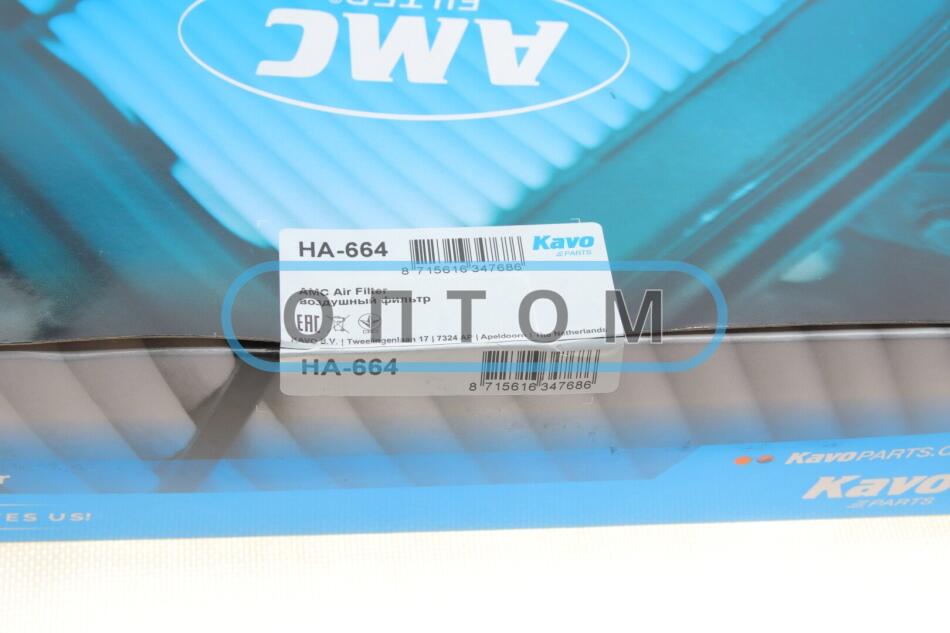 AMC
FILTER®
HA-664
8 715616 347686
Kavo
PARTS
AMC Air Filter
воздушный фильтр
EAC
KAVO B.V. | Tweelingenlaan 17 | 7324 AP | Apeldoorn | The Netherlands
ОПТОМ
HA-664
8 715616 347686
KavoPARTS.C
Kavo
PARTS
ES US!